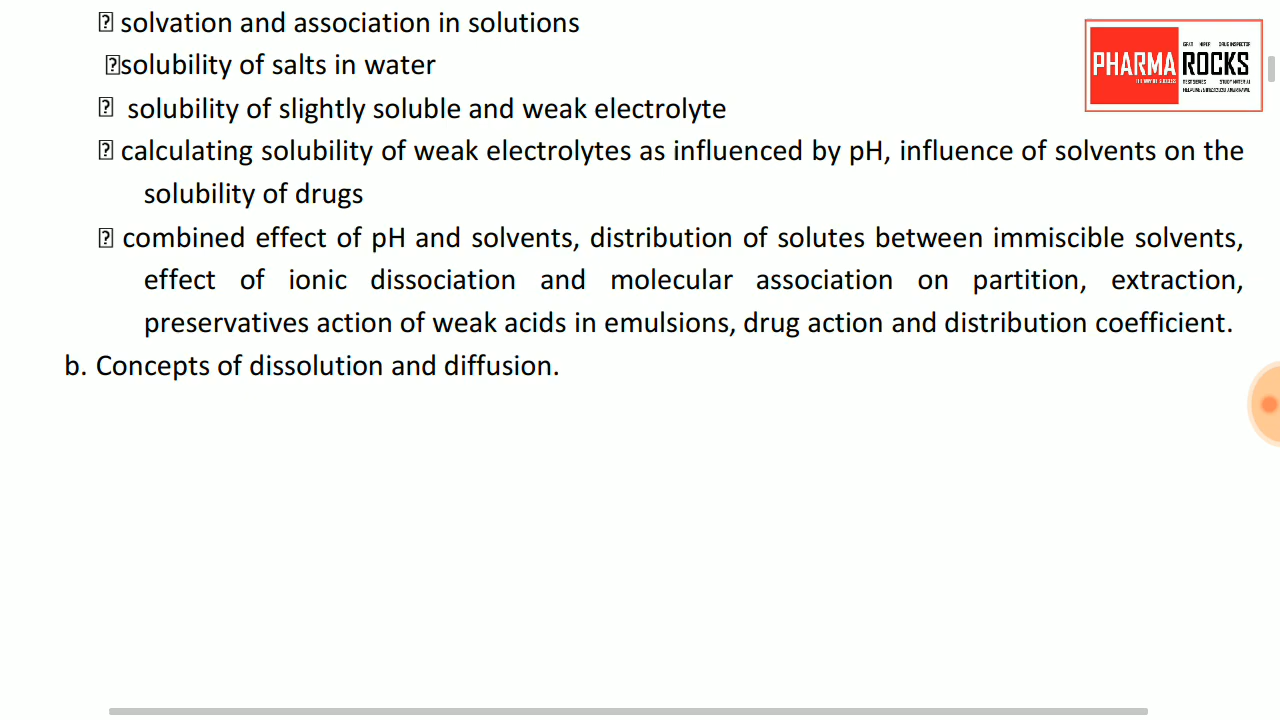 ⍰ solvation and association in solutions
⍰solubility of salts in water
⍰ solubility of slightly soluble and weak electrolyte
⍰ calculating solubility of weak electrolytes as influenced by pH, influence of solvents on the
solubility of drugs
⍰ combined effect of pH and solvents, distribution of solutes between immiscible solvents,
effect of ionic dissociation and molecular association on partition, extraction,
preservatives action of weak acids in emulsions, drug action and distribution coefficient.
b. Concepts of dissolution and diffusion.
PHARMA ROCKS